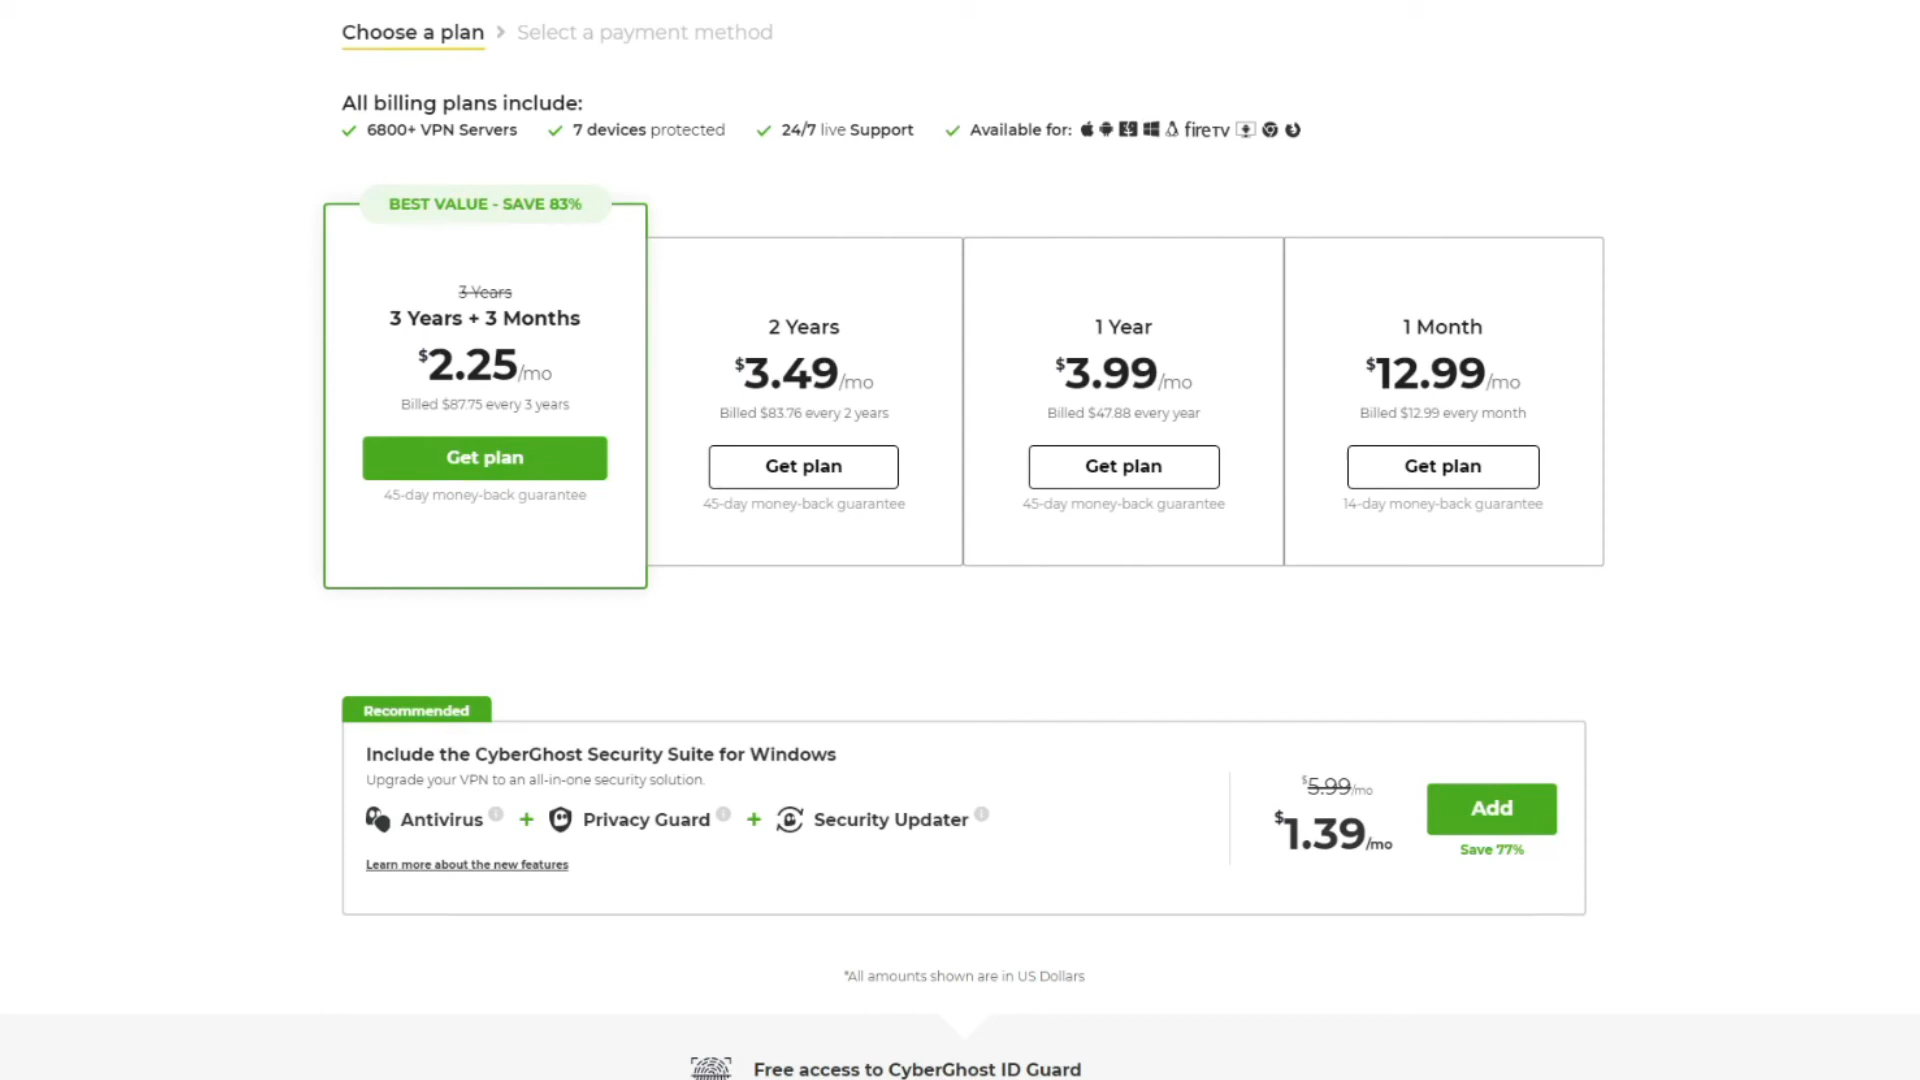 Choose a plan > Select a payment method
All billing plans include:
6800+ VPN Servers 7 devices protected 24/7 live Support Available for: fireTV
BEST VALUE - SAVE 83%
3 Years
3 Years + 3 Months
$2.25/mo
Billed $87.75 every 3 years
Get plan
45-day money-back guarantee
2 Years
$3.49/mo
Billed $83.76 every 2 years
Get plan
45-day money-back guarantee
1 Year
$3.99/mo
Billed $47.88 every year
Get plan
45-day money-back guarantee
1 Month
$12.99/mo
Billed $12.99 every month
Get plan
14-day money-back guarantee
Recommended
Include the CyberGhost Security Suite for Windows
Upgrade your VPN to an all-in-one security solution.
Antivirus + Privacy Guard + Security Updater
Learn more about the new features
$5.99/mo
$1.39/mo
Add
Save 77%
*All amounts shown are in US Dollars
Free access to CyberGhost ID Guard